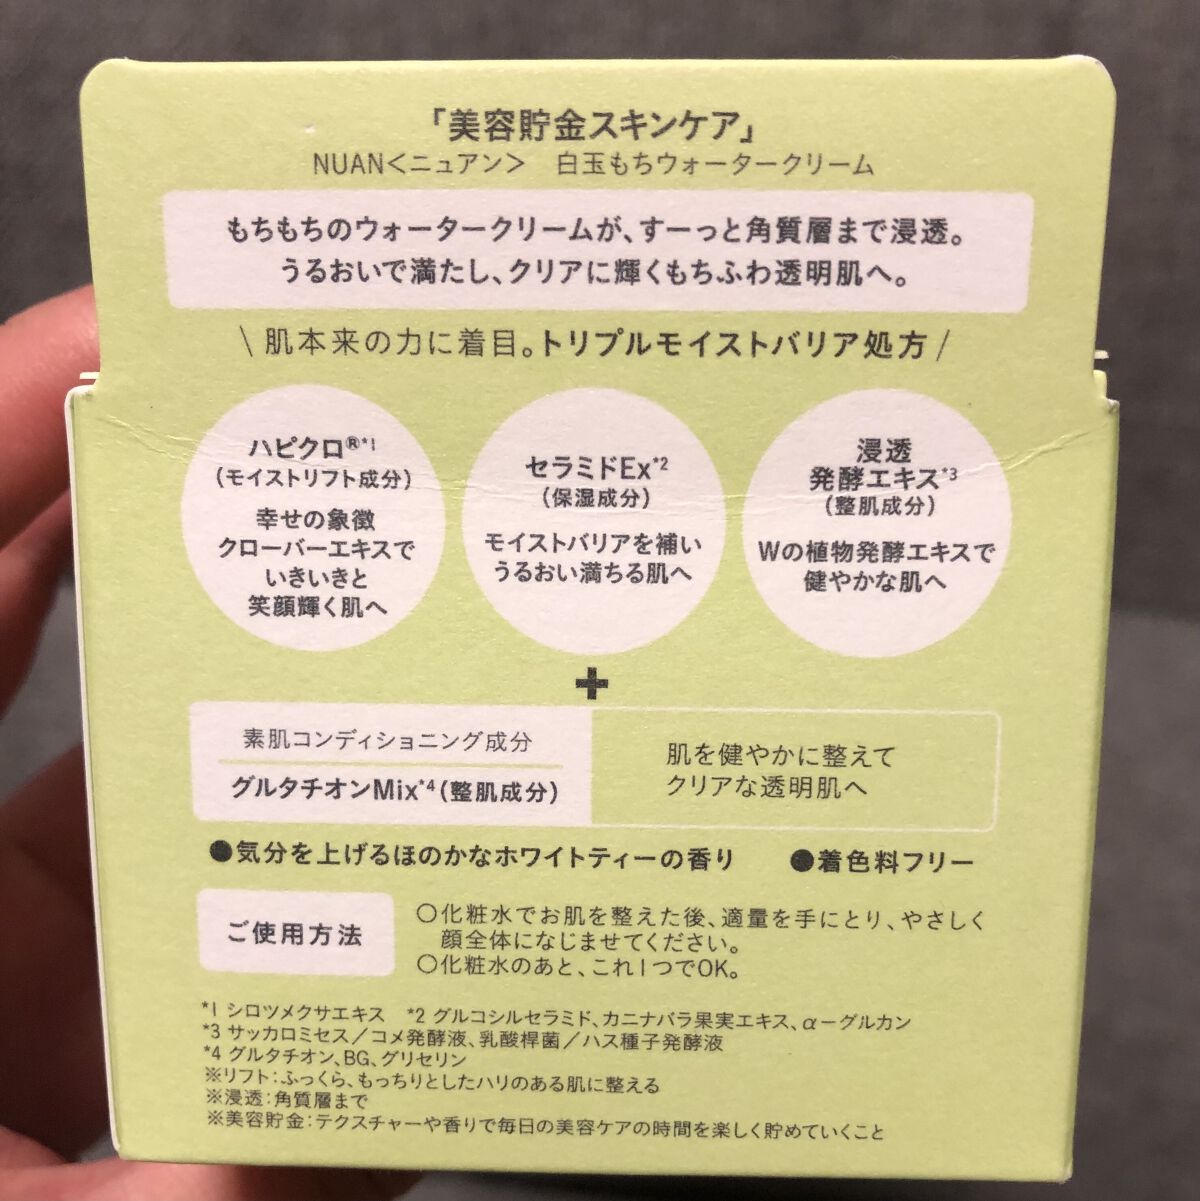 「美容貯金スキンケア」
NUAN＜ニュアン＞ 白玉もちウォータークリーム
もちもちのウォータークリームが、すーっと角質層まで浸透。
うるおいで満たし、クリアに輝くもちふわ透明肌へ。
\ 肌本来の力に着目。トリプルモイストバリア処方 /
ハピクロ®*1
(モイストリフト成分)
幸せの象徴
クローバーエキスで
いきいきと
笑顔輝く肌へ
セラミドEx*2
(保湿成分)
モイストバリアを補い
うるおい満ちる肌へ
浸透
発酵エキス*3
(整肌成分)
Wの植物発酵エキスで
健やかな肌へ
+
素肌コンディショニング成分
グルタチオンMix*4(整肌成分)
肌を健やかに整えて
クリアな透明肌へ
●気分を上げるほのかなホワイトティーの香り ●着色料フリー
ご使用方法
○化粧水でお肌を整えた後、適量を手にとり、やさしく
顔全体になじませてください。
○化粧水のあと、これ1つでOK。
*1 シロツメクサエキス *2 グルコシルセラミド、カニナバラ果実エキス、α－グルカン
*3 サッカロミセス／コメ発酵液、乳酸桿菌／ハス種子発酵液
*4 グルタチオン、BG、グリセリン
※リフト：ふっくら、もっちりとしたハリのある肌に整える
※浸透：角質層まで
※美容貯金：テクスチャーや香りで毎日の美容ケアの時間を楽しく貯めていくこと